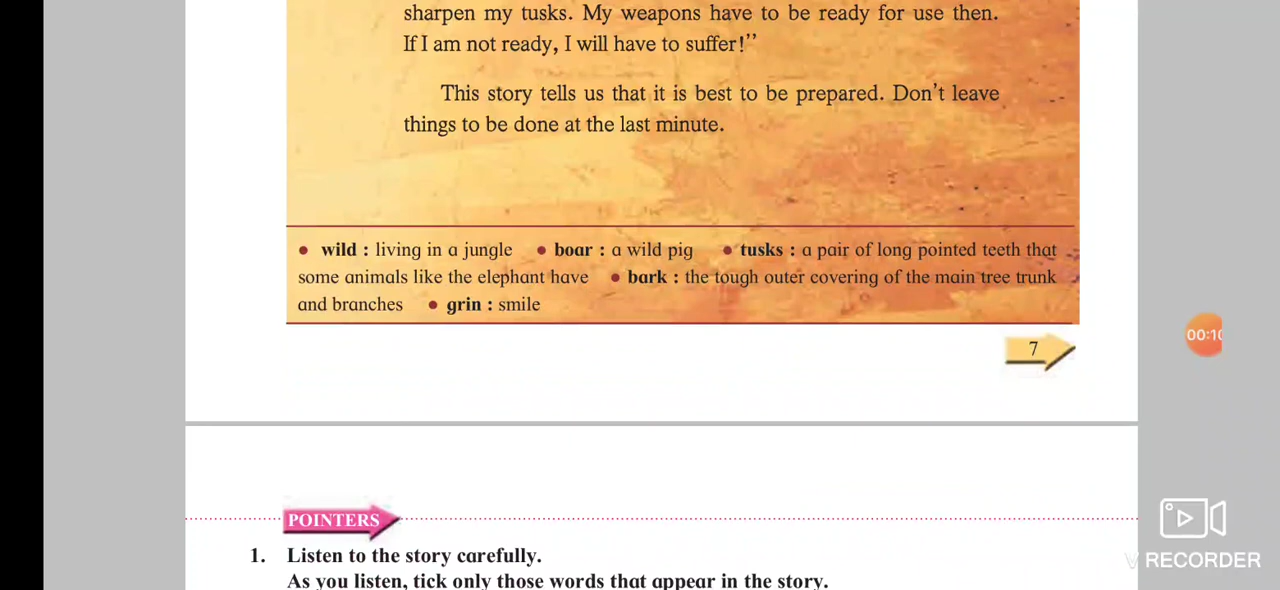 sharpen my tusks. My weapons have to be ready for use then.
If I am not ready, I will have to suffer!’’
This story tells us that it is best to be prepared. Don’t leave
things to be done at the last minute.
• wild : living in a jungle • boar : a wild pig • tusks : a pair of long pointed teeth that
some animals like the elephant have • bark : the tough outer covering of the main tree trunk
and branches • grin : smile
7
00:10
POINTERS
1. Listen to the story carefully.
As you listen, tick only those words that appear in the story.
V RECORDER